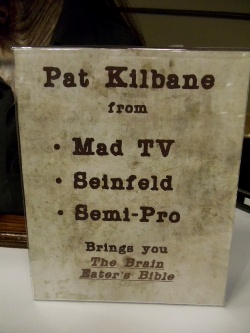 Pat Kilbane
from
• Mad TV
• Seinfeld
• Semi-Pro
Brings you
The Brain
Eater's Bible